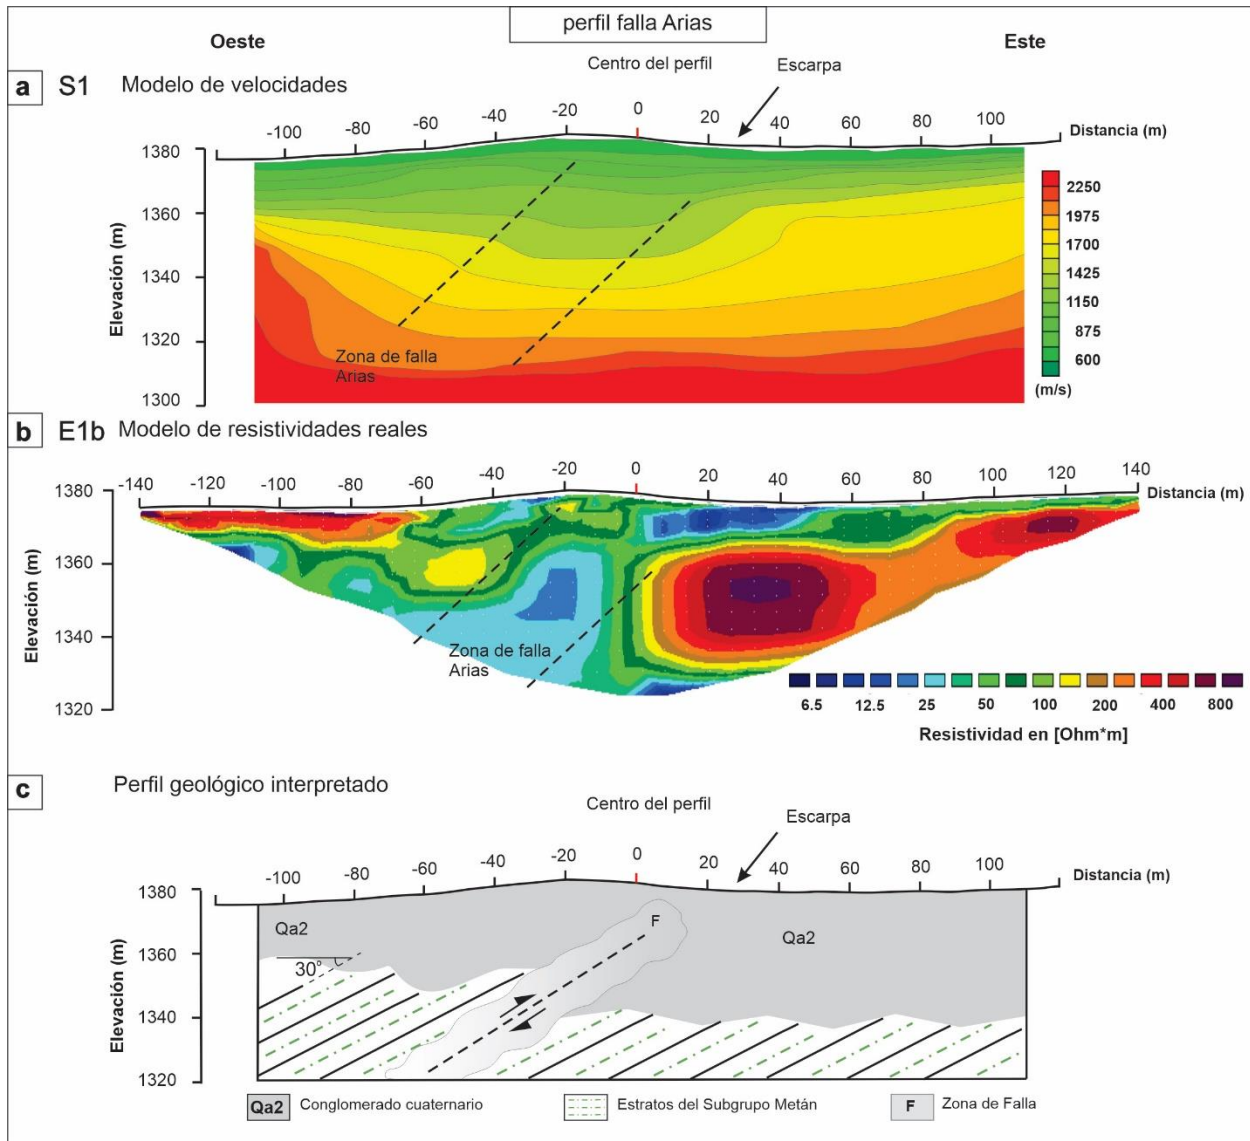 perfil falla Arias
Oeste
Este
Centro del perfil
Escarpa
a S1 Modelo de velocidades
-100 -80 -60 -40 -20 0 20 40 60 80 100
Distancia (m)
1380
1360
1340
1320
1300
Elevación (m)
Zona de falla
Arias
2250
1975
1700
1425
1150
875
600
(m/s)
b E1b Modelo de resistividades reales
-140 -120 -100 -80 -60 -40 -20 0 20 40 60 80 100 120 140
Distancia (m)
1380
1360
1340
1320
Elevación (m)
Zona de falla
Arias
6.5 12.5 25 50 100 200 400 800
Resistividad en [Ohm*m]
c Perfil geológico interpretado
Centro del perfil
Escarpa
-100 -80 -60 -40 -20 0 20 40 60 80 100
Distancia (m)
1380
1360
1340
1320
Elevación (m)
Qa2
30°
F
Qa2
Qa2 Conglomerado cuaternario
Estratos del Subgrupo Metán
F Zona de Falla